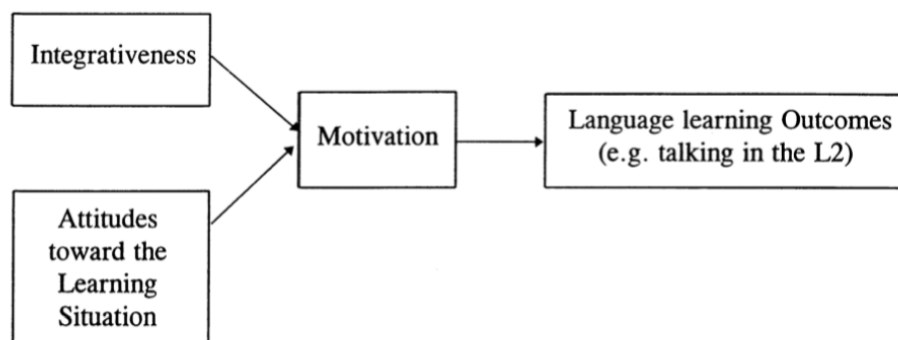 Integrativeness
Attitudes
toward the
Learning
Situation
Motivation
Language learning Outcomes
(e.g. talking in the L2)